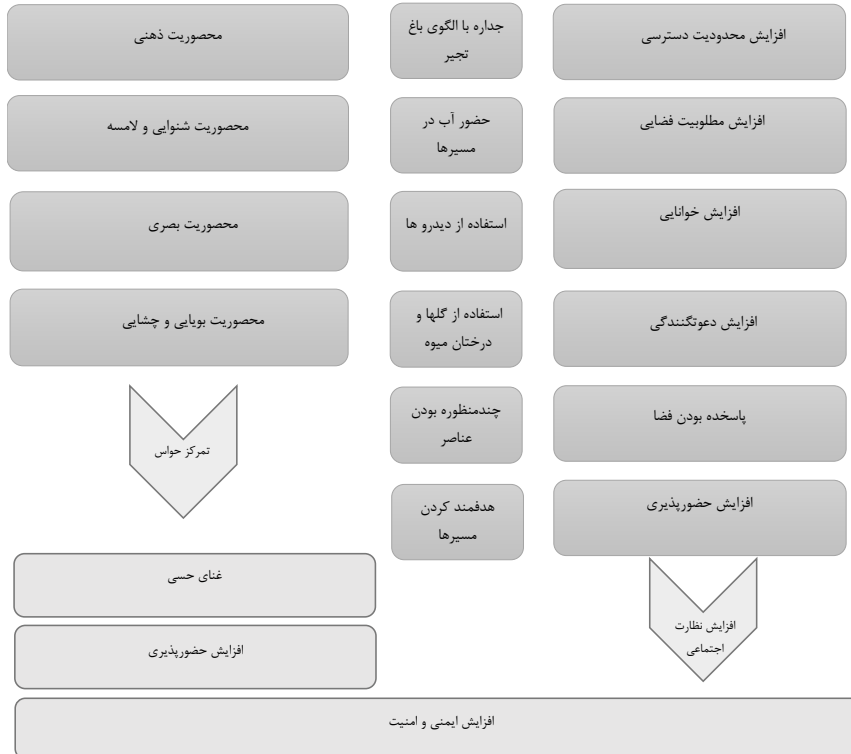 افزایش محدودیت دسترسی
جداره با الگوی باغ
تجیر
محصوریت ذهنی
افزایش مطلوبیت فضایی
حضور آب در
مسیرها
محصوریت شنوایی و لامسه
افزایش خوانایی
استفاده از دیدرو ها
محصوریت بصری
افزایش دعوتگنندگی
استفاده از گلها و
درختان میوه
محصوریت بویایی و چشایی
پاسخده بودن فضا
چندمنظوره بودن
عناصر
تمرکز حواس
افزایش حضورپذیری
هدفمند کردن
مسیرها
غنای حسی
افزایش نظارت
اجتماعی
افزایش حضورپذیری
افزایش ایمنی و امنیت